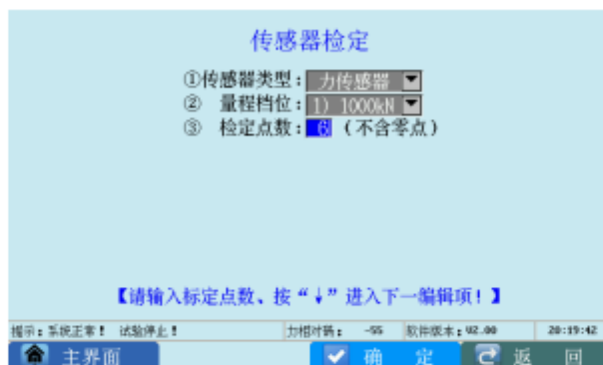 传感器检定
①传感器类型：力传感器
② 量程档位：1) 1000kN
③ 检定点数：6（不含零点）
【请输入标定点数、按“↓”进入下一编辑项！】
提示：系统正常！ 试验停止！ 力相对码： -55 软件版本：V2.00 20:19:42
主界面 确 定 返 回